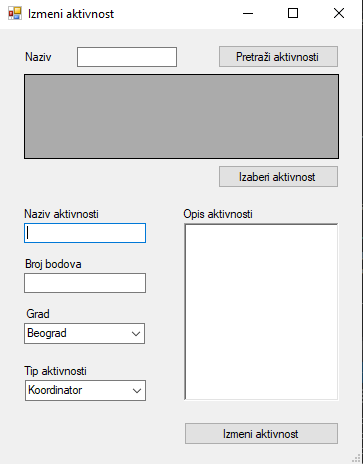 Izmeni aktivnost
Naziv
Pretraži aktivnosti
Izaberi aktivnost
Naziv aktivnosti
Opis aktivnosti
Broj bodova
Grad
Beograd
Tip aktivnosti
Koordinator
Izmeni aktivnost